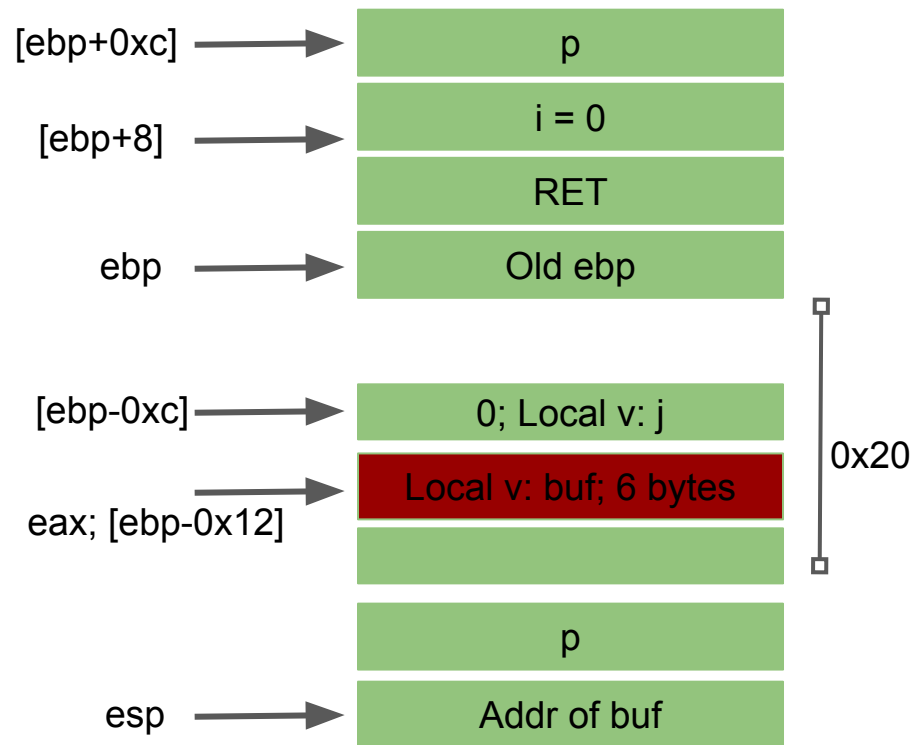 [ebp+0xc]
p
[ebp+8]
i = 0
RET
ebp
Old ebp
[ebp-0xc]
0; Local v: j
0x20
Local v: buf; 6 bytes
eax; [ebp-0x12]
p
esp
Addr of buf